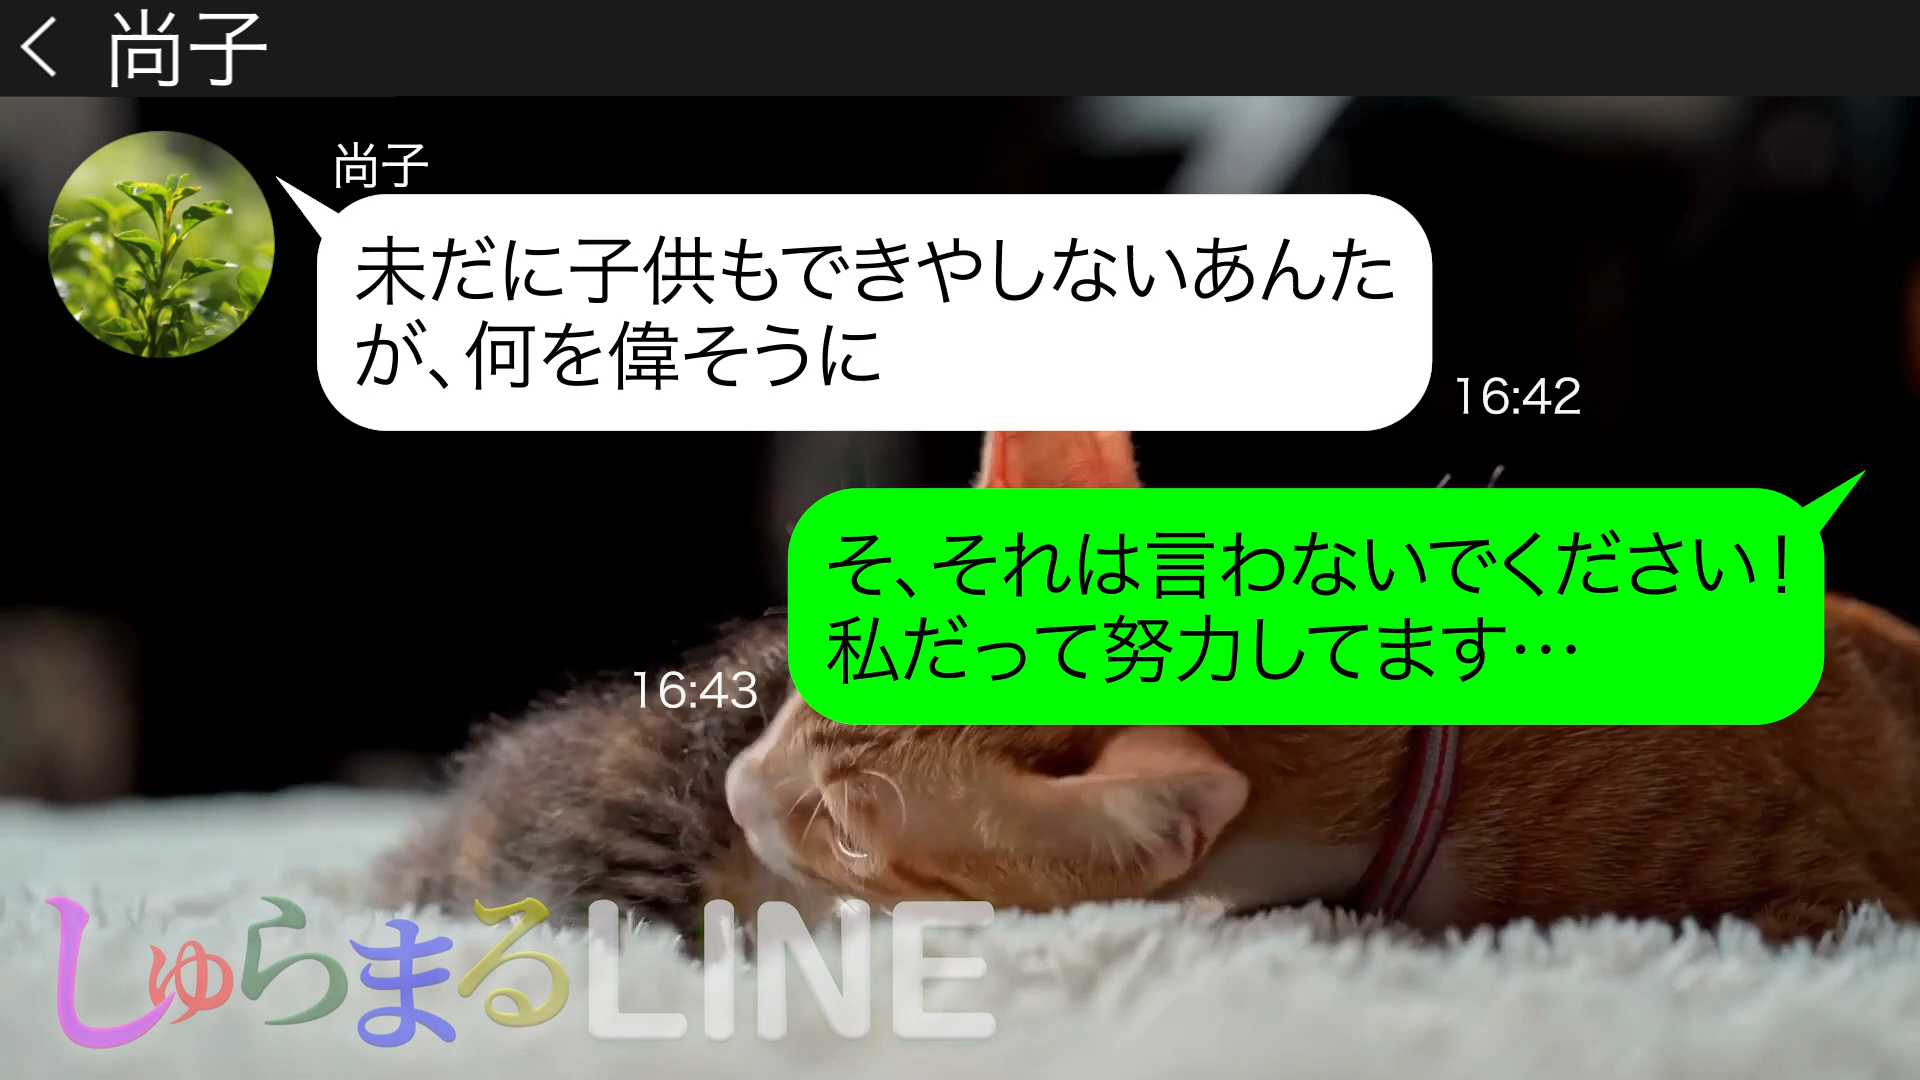 尚子
尚子
未だに子供もできやしないあんた
が、何を偉そうに
16:42
そ、それは言わないでください！
私だって努力してます…
16:43
しゅらまるLINE